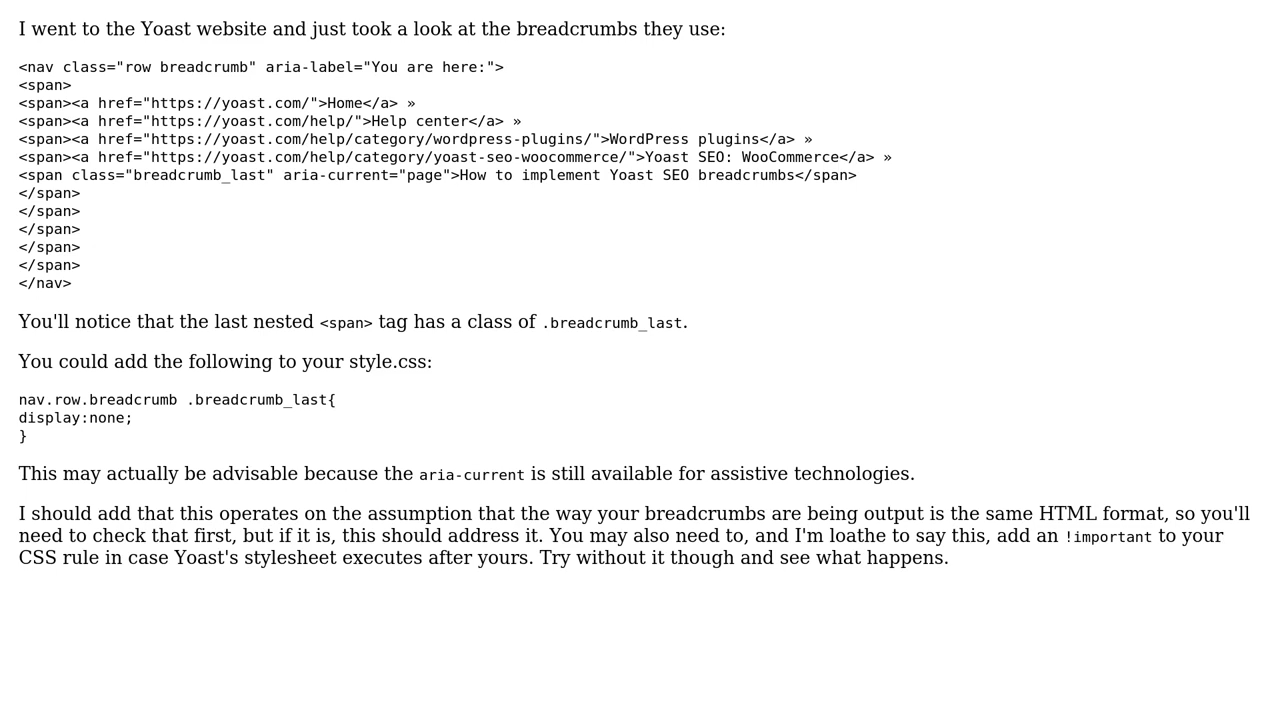 I went to the Yoast website and just took a look at the breadcrumbs they use:
<nav class="row breadcrumb" aria-label="You are here:">
<span>
<span><a href="https://yoast.com/">Home</a> »
<span><a href="https://yoast.com/help/">Help center</a> »
<span><a href="https://yoast.com/help/category/wordpress-plugins/">WordPress plugins</a> »
<span><a href="https://yoast.com/help/category/yoast-seo-woocommerce/">Yoast SEO: WooCommerce</a> »
<span class="breadcrumb_last" aria-current="page">How to implement Yoast SEO breadcrumbs</span>
</span>
</span>
</span>
</span>
</span>
</nav>
You'll notice that the last nested <span> tag has a class of .breadcrumb_last.
You could add the following to your style.css:
nav.row.breadcrumb .breadcrumb_last{
display:none;
}
This may actually be advisable because the aria-current is still available for assistive technologies.
I should add that this operates on the assumption that the way your breadcrumbs are being output is the same HTML format, so you'll
need to check that first, but if it is, this should address it. You may also need to, and I'm loathe to say this, add an !important to your
CSS rule in case Yoast's stylesheet executes after yours. Try without it though and see what happens.